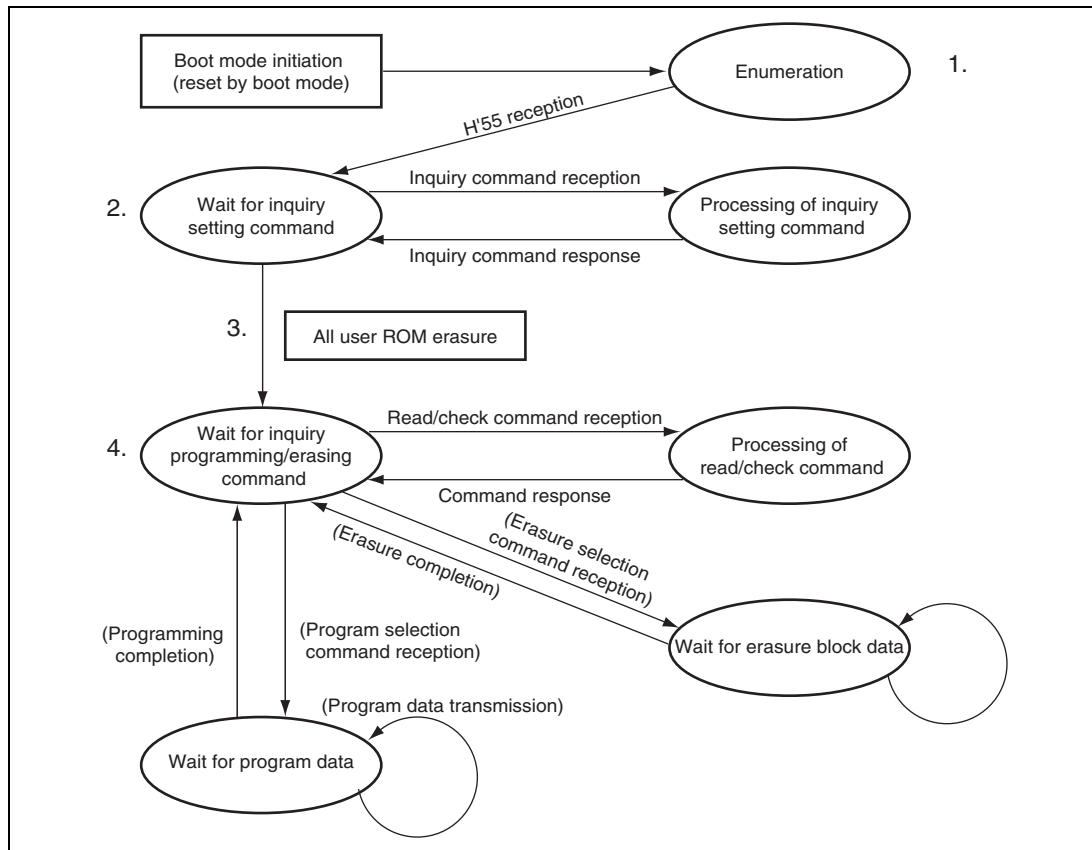 Boot mode initiation
(reset by boot mode)
Enumeration
1.
H'55 reception
2.
Wait for inquiry
setting command
Inquiry command reception
Inquiry command response
Processing of inquiry
setting command
3.
All user ROM erasure
4.
Wait for inquiry
programming/erasing
command
Read/check command reception
Command response
Processing of
read/check command
(Erasure selection
command reception)
(Erasure completion)
(Programming
completion)
(Program selection
command reception)
Wait for erasure block data
(Program data transmission)
Wait for program data